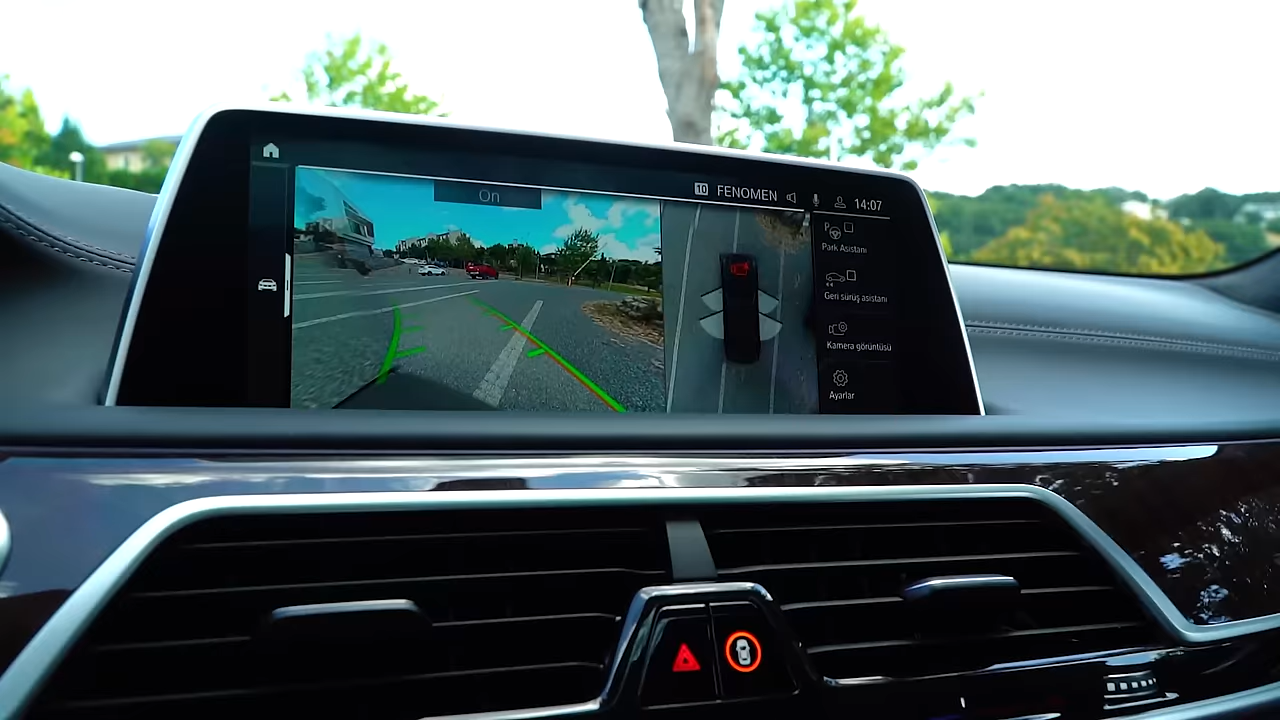 On
10 FENOMEN 14:07
P
Park Asistanı
Geri sürüş asistanı
Kamera görüntüsü
Ayarlar